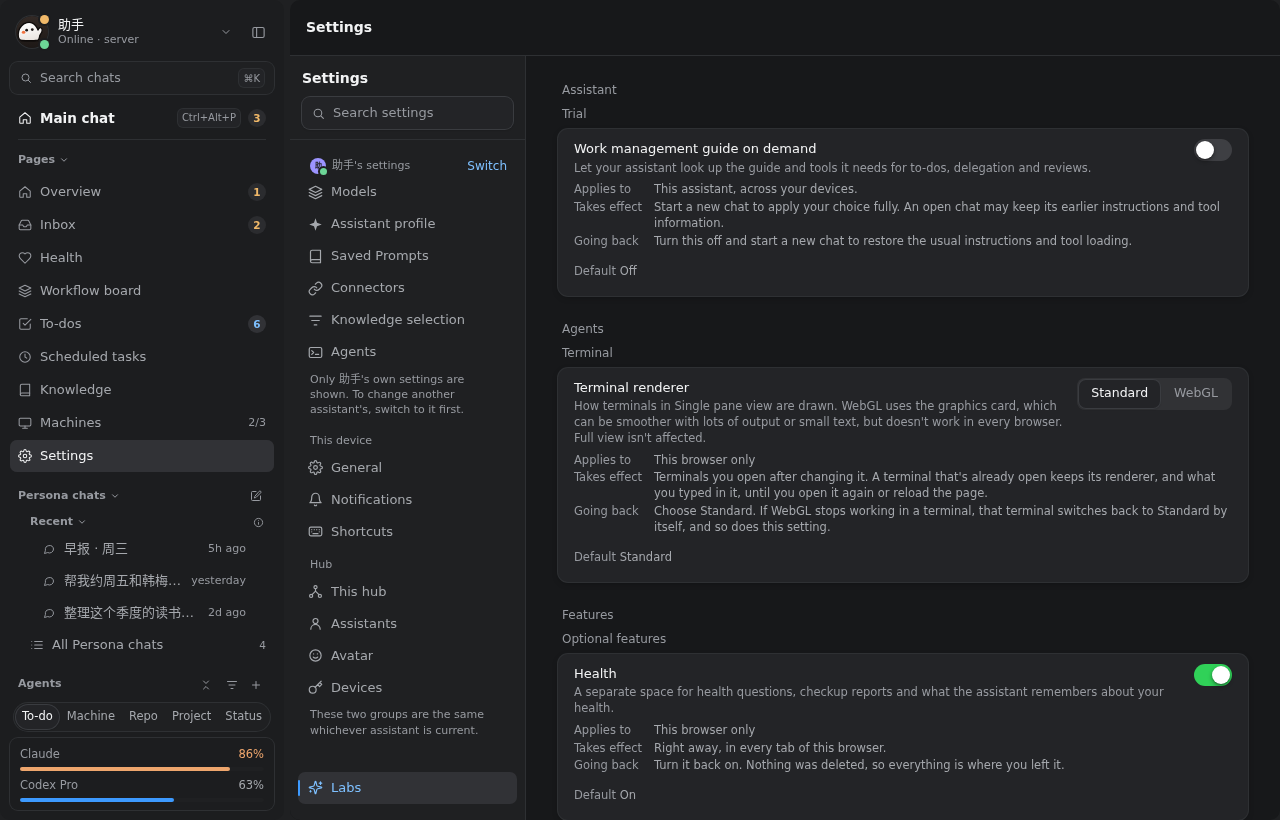 助手
Online · server
Search chats
⌘K
Main chat
Ctrl+Alt+P
3
Pages
Overview
1
Inbox
2
Health
Workflow board
To-dos
6
Scheduled tasks
Knowledge
Machines
2/3
Settings
Persona chats
Recent
早报 · 周三
5h ago
帮我约周五和韩梅…
yesterday
整理这个季度的读书…
2d ago
All Persona chats
4
Agents
To-do
Machine
Repo
Project
Status
Claude
86%
Codex Pro
63%
Settings
Settings
Search settings
助手's settings
Switch
Models
Assistant profile
Saved Prompts
Connectors
Knowledge selection
Agents
Only 助手's own settings are
shown. To change another
assistant's, switch to it first.
This device
General
Notifications
Shortcuts
Hub
This hub
Assistants
Avatar
Devices
These two groups are the same
whichever assistant is current.
Labs
Assistant
Trial
Work management guide on demand
Let your assistant look up the guide and tools it needs for to-dos, delegation and reviews.
Applies to
This assistant, across your devices.
Takes effect
Start a new chat to apply your choice fully. An open chat may keep its earlier instructions and tool
information.
Going back
Turn this off and start a new chat to restore the usual instructions and tool loading.
Default Off
Agents
Terminal
Terminal renderer
Standard
WebGL
How terminals in Single pane view are drawn. WebGL uses the graphics card, which
can be smoother with lots of output or small text, but doesn't work in every browser.
Full view isn't affected.
Applies to
This browser only
Takes effect
Terminals you open after changing it. A terminal that's already open keeps its renderer, and what
you typed in it, until you open it again or reload the page.
Going back
Choose Standard. If WebGL stops working in a terminal, that terminal switches back to Standard by
itself, and so does this setting.
Default Standard
Features
Optional features
Health
A separate space for health questions, checkup reports and what the assistant remembers about your
health.
Applies to
This browser only
Takes effect
Right away, in every tab of this browser.
Going back
Turn it back on. Nothing was deleted, so everything is where you left it.
Default On